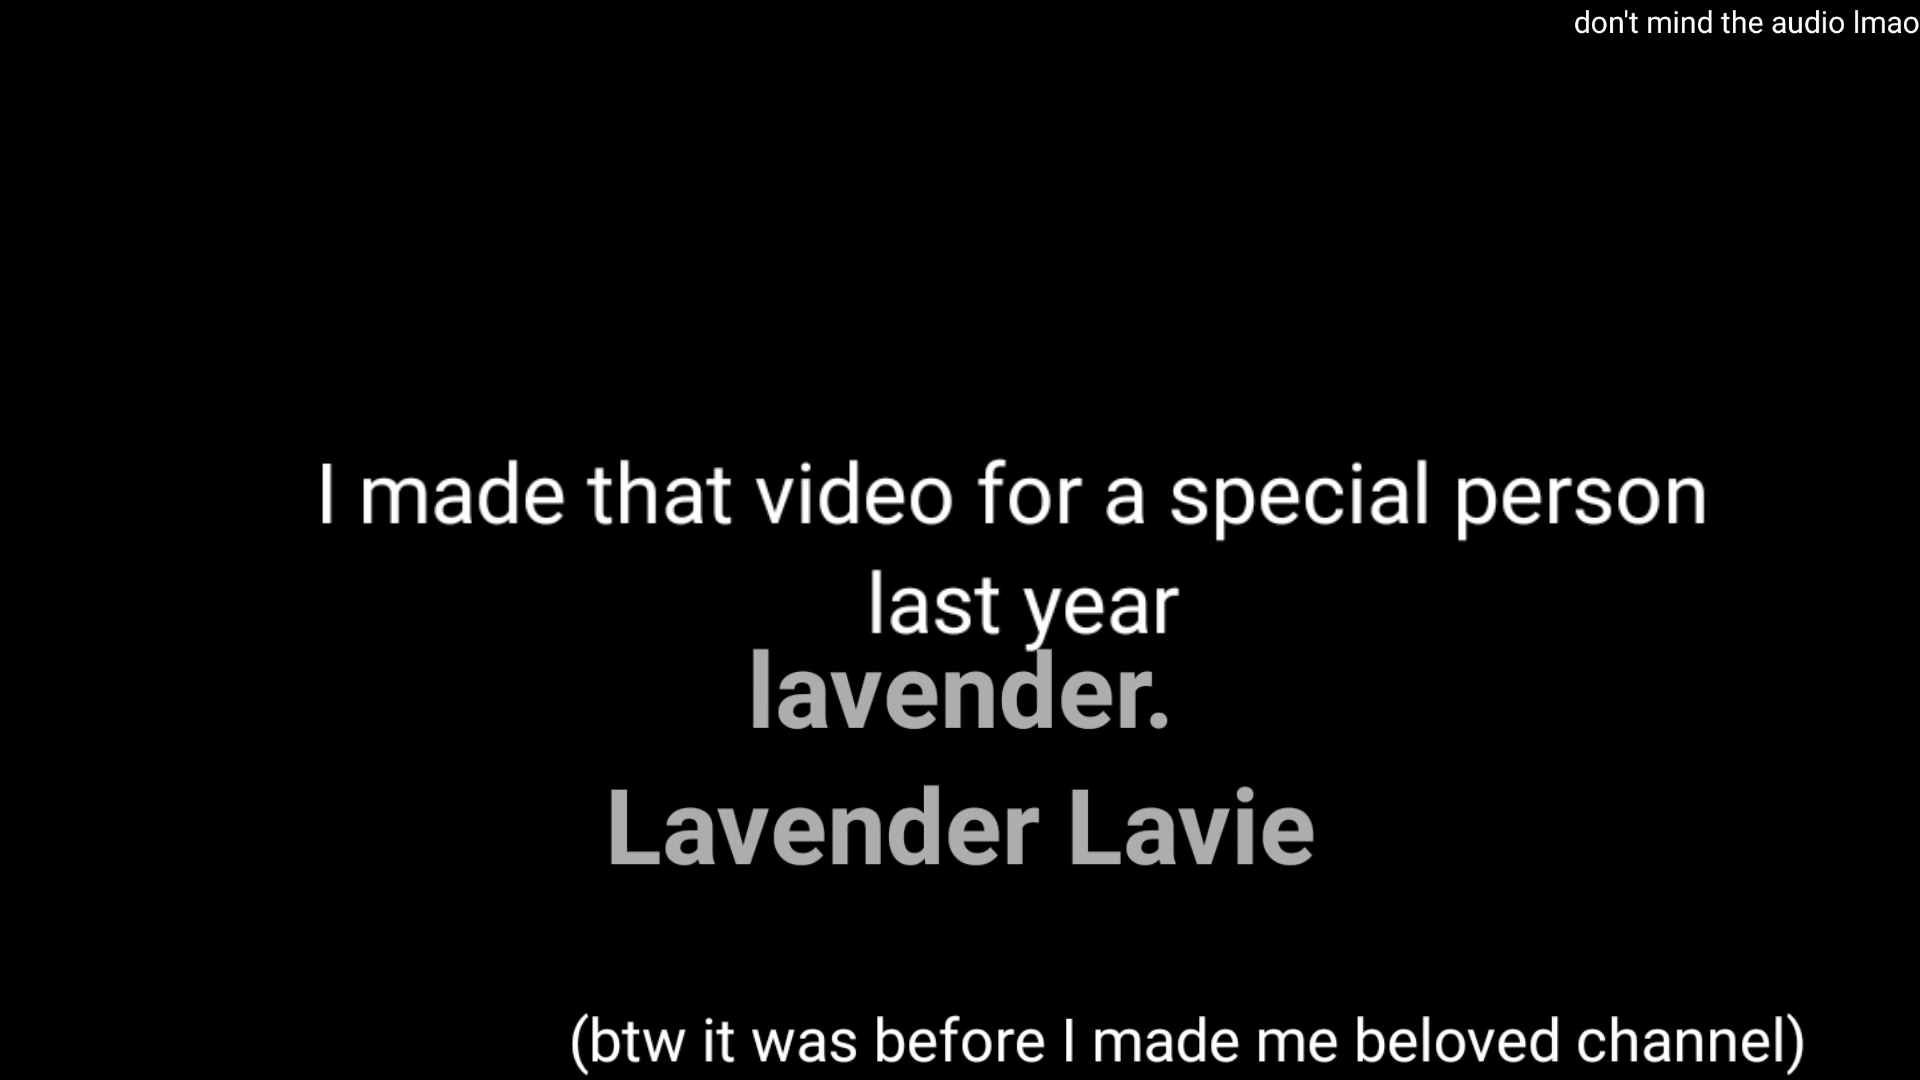 don't mind the audio lmao
I made that video for a special person
last year
lavender.
Lavender Lavie
(btw it was before I made me beloved channel)